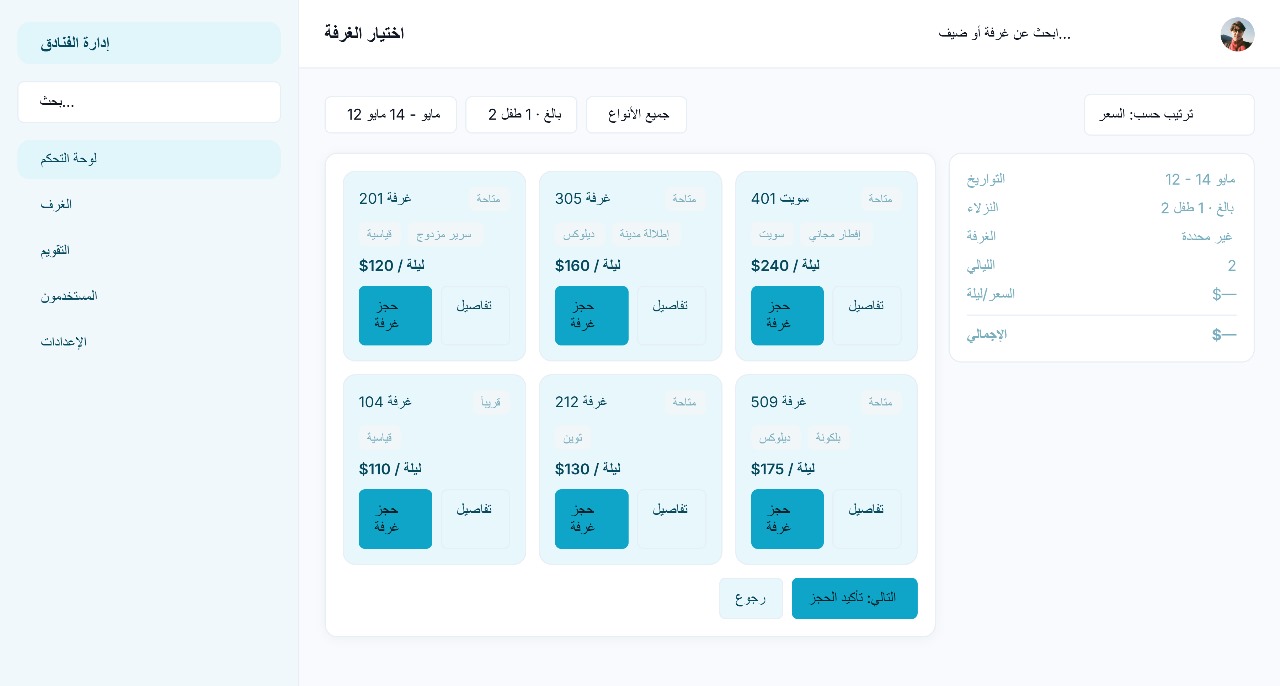 إدارة الفنادق
بحث...
لوحة التحكم
الغرف
التقويم
المستخدمون
الإعدادات
اختيار الغرفة
ابحث عن غرفة أو ضيف...
12 مايو - 14 مايو
2 بالغ · 1 طفل
جميع الأنواع
ترتيب حسب: السعر
غرفة 201
متاحة
قياسية
سرير مزدوج
$120 / ليلة
حجز غرفة
تفاصيل
غرفة 305
متاحة
ديلوكس
إطلالة مدينة
$160 / ليلة
حجز غرفة
تفاصيل
سويت 401
متاحة
سويت
إفطار مجاني
$240 / ليلة
حجز غرفة
تفاصيل
غرفة 104
قريباً
قياسية
$110 / ليلة
حجز غرفة
تفاصيل
غرفة 212
متاحة
توين
$130 / ليلة
حجز غرفة
تفاصيل
غرفة 509
متاحة
ديلوكس
بلكونة
$175 / ليلة
حجز غرفة
تفاصيل
رجوع
التالي: تأكيد الحجز
التواريخ
12 - 14 مايو
النزلاء
2 بالغ · 1 طفل
الغرفة
غير محددة
الليالي
2
السعر/ليلة
$—
الإجمالي
$—